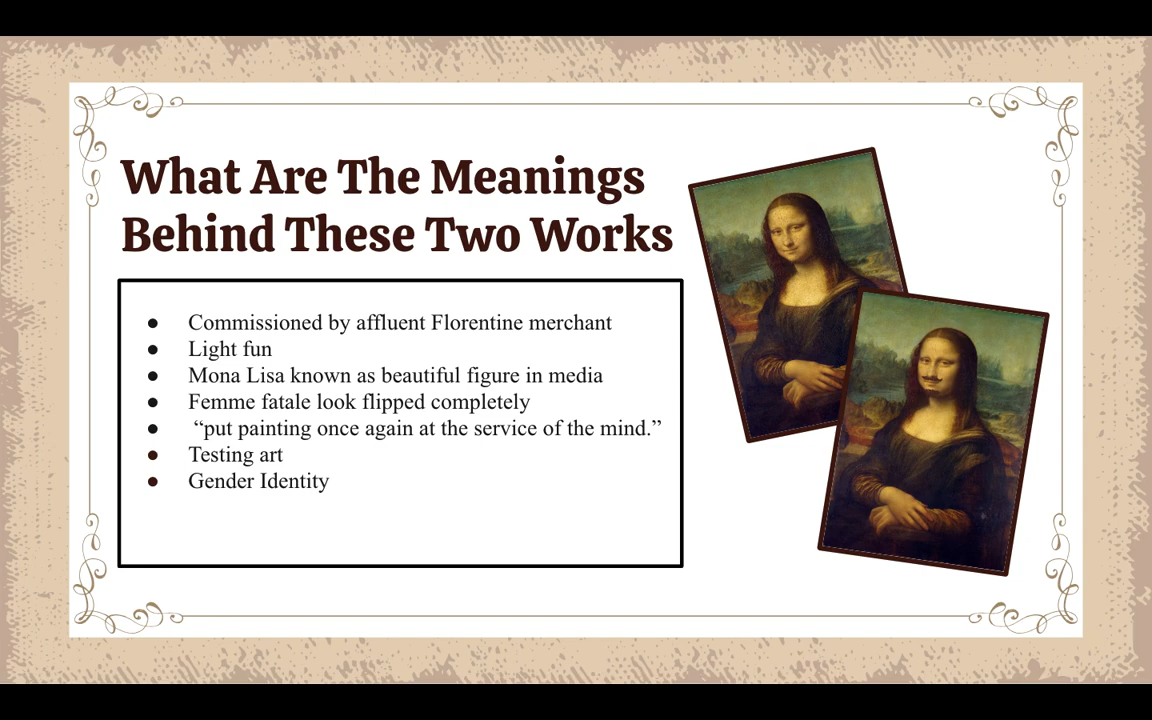 What Are The Meanings
Behind These Two Works
● Commissioned by affluent Florentine merchant
● Light fun
● Mona Lisa known as beautiful figure in media
● Femme fatale look flipped completely
● “put painting once again at the service of the mind.”
● Testing art
● Gender Identity